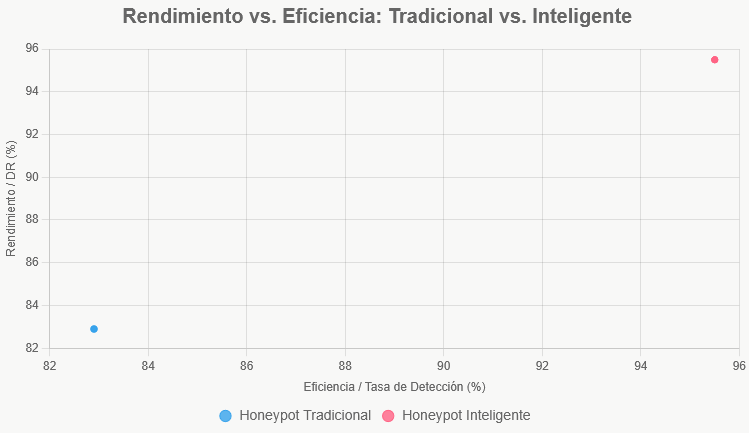 Rendimiento vs. Eficiencia: Tradicional vs. Inteligente
96
94
92
90
88
86
84
82
Rendimiento / DR (%)
82 84 86 88 90 92 94 96
Eficiencia / Tasa de Detección (%)
Honeypot Tradicional Honeypot Inteligente